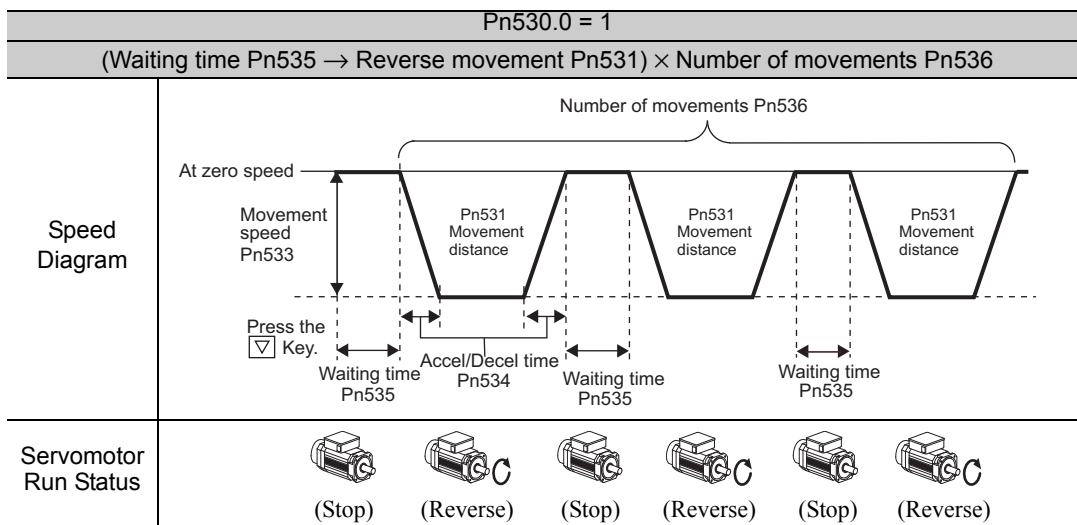 Pn530.0 = 1
(Waiting time Pn535 → Reverse movement Pn531) × Number of movements Pn536
Speed
Diagram
Number of movements Pn536
At zero speed
Movement
speed
Pn533
Pn531
Movement
distance
Pn531
Movement
distance
Pn531
Movement
distance
Press the
▽ Key.
Waiting time
Pn535
Accel/Decel time
Pn534
Waiting time
Pn535
Waiting time
Pn535
Servomotor
Run Status
(Stop) (Reverse) (Stop) (Reverse) (Stop) (Reverse)